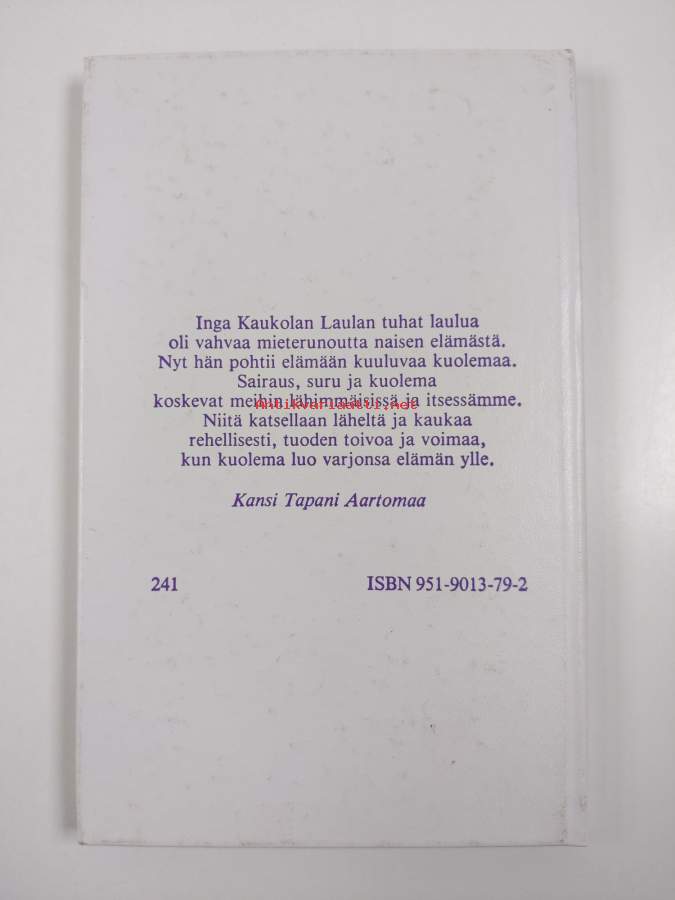 Inga Kaukolan Laulan tuhat laulua
oli vahvaa mieterunoutta naisen elämästä.
Nyt hän pohtii elämään kuuluvaa kuolemaa.
Sairaus, suru ja kuolema
koskevat meihin lähimmäisissä ja itsessämme.
Antikvariaatti.net
Niitä katsellaan läheltä ja kaukaa
rehellisesti, tuoden toivoa ja voimaa,
kun kuolema luo varjonsa elämän ylle.
Kansi Tapani Aartomaa
241 ISBN 951-9013-79-2